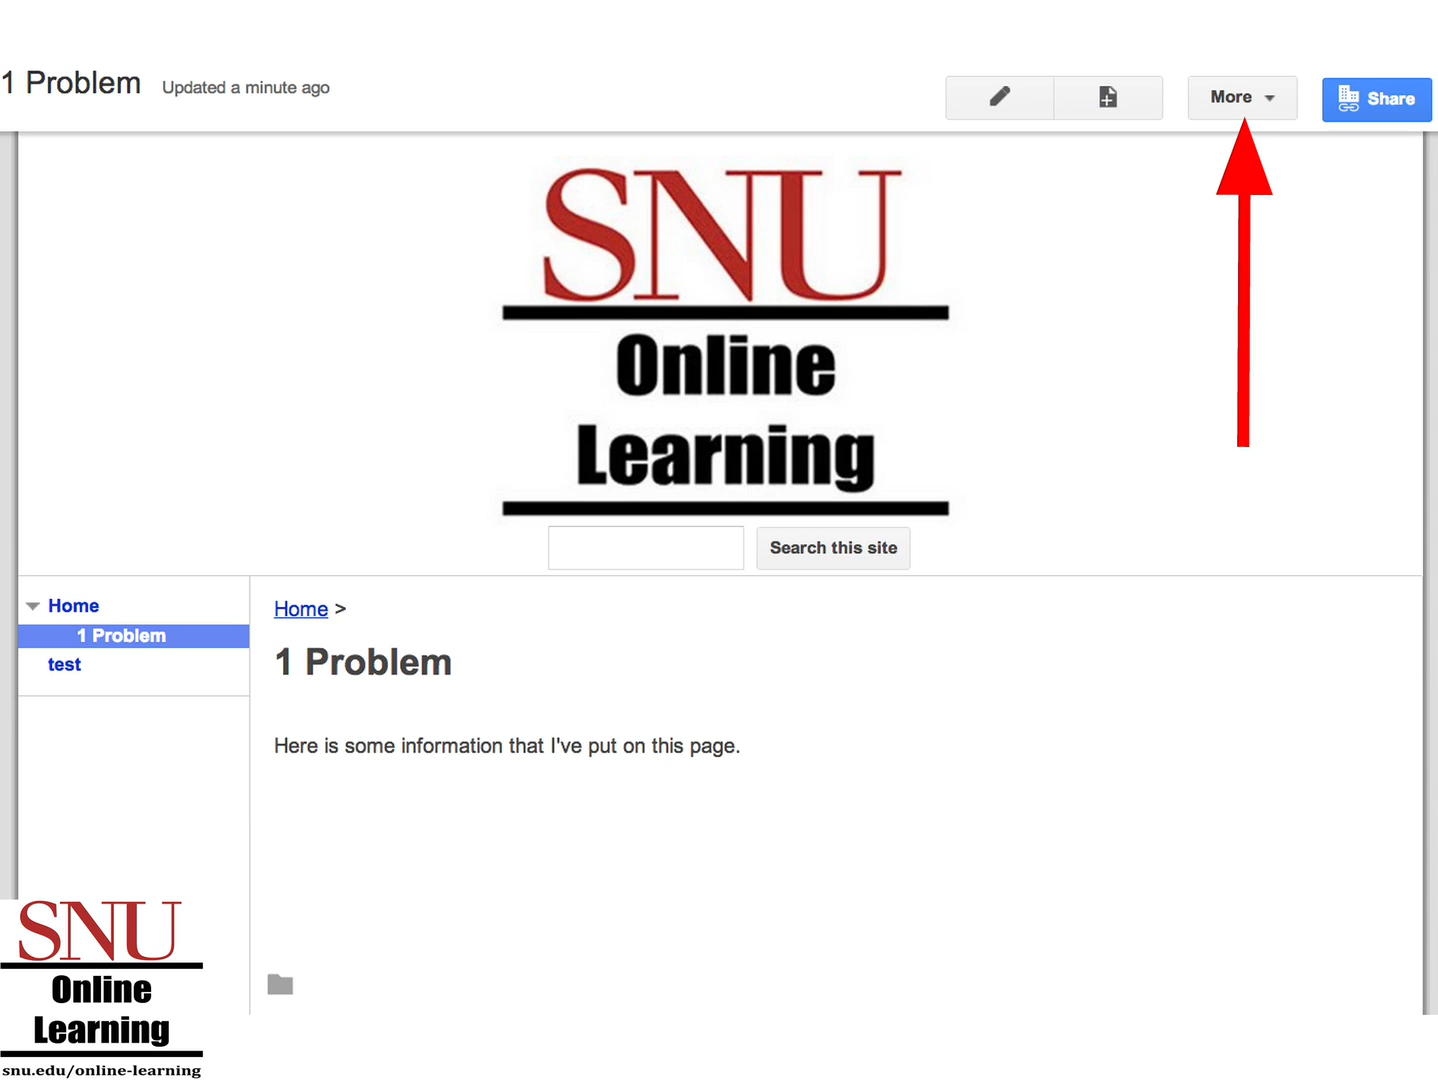 1 Problem Updated a minute ago
More
Share
SNU
Online
Learning
Search this site
Home
1 Problem
test
Home >
1 Problem
Here is some information that I've put on this page.
SNU
Online
Learning
snu.edu/online-learning